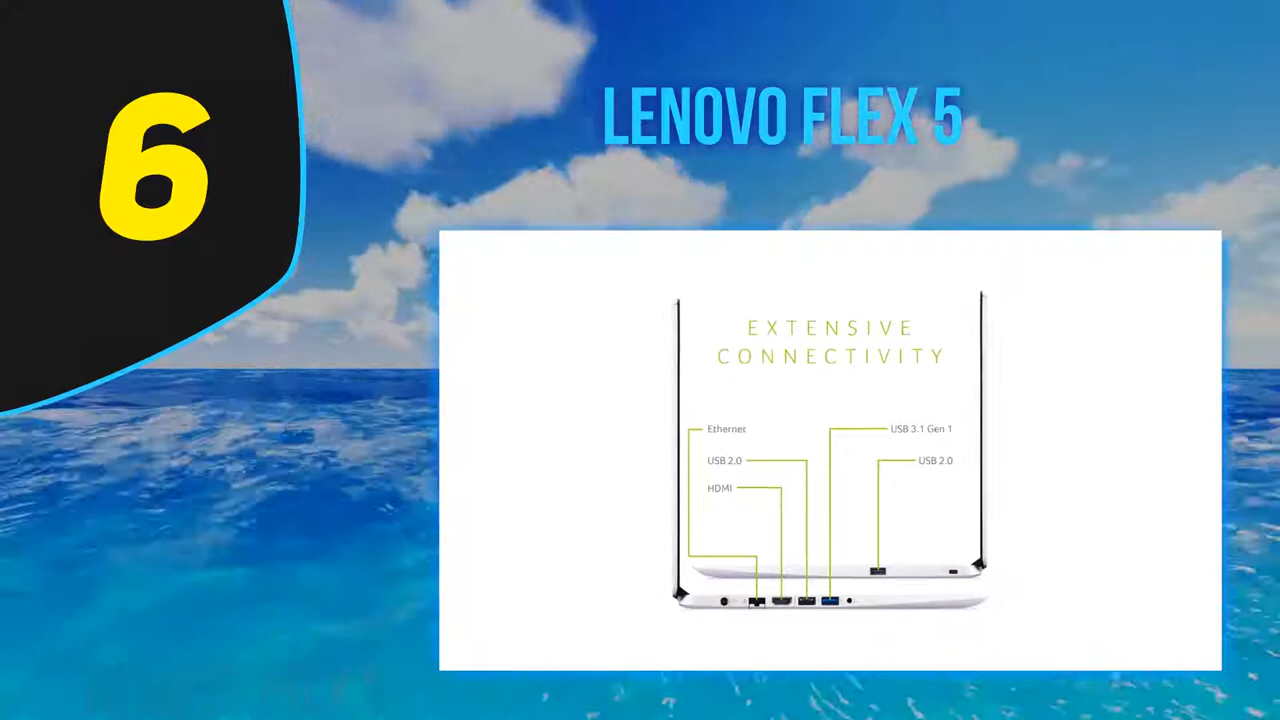 6
LENOVO FLEX 5
EXTENSIVE
CONNECTIVITY
Ethernet
USB 2.0
HDMI
USB 3.1 Gen 1
USB 2.0